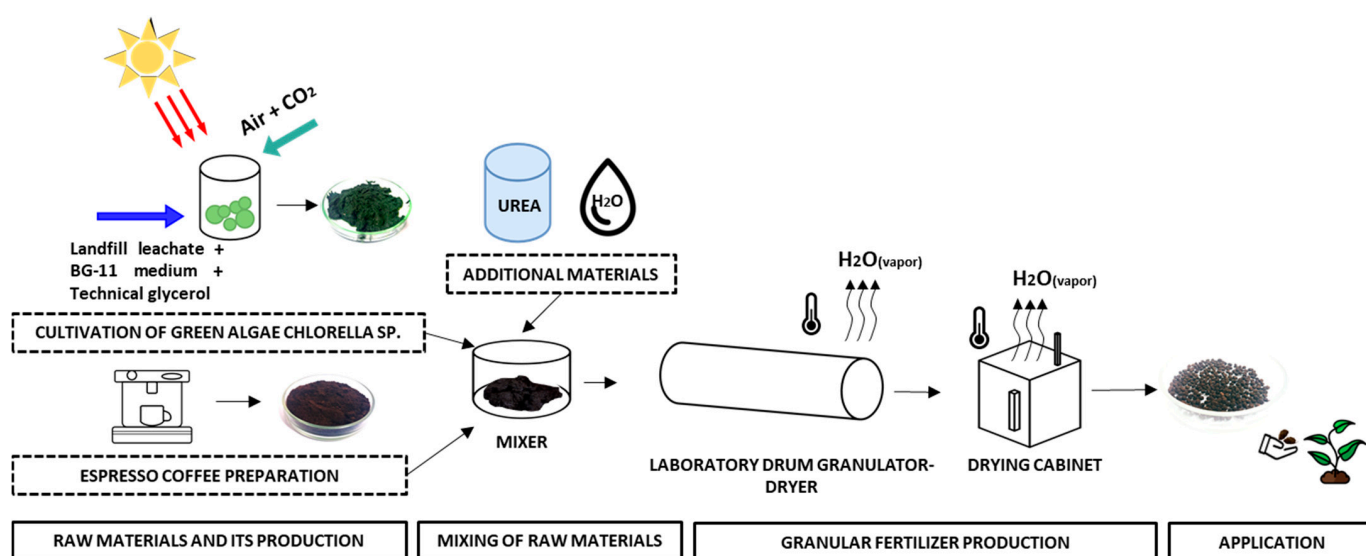 Air + CO₂
Landfill leachate +
BG-11 medium +
Technical glycerol
CULTIVATION OF GREEN ALGAE CHLORELLA SP.
ESPRESSO COFFEE PREPARATION
UREA
H₂O
ADDITIONAL MATERIALS
MIXER
H₂O(vapor)
LABORATORY DRUM GRANULATOR-
DRYER
H₂O(vapor)
DRYING CABINET
RAW MATERIALS AND ITS PRODUCTION
MIXING OF RAW MATERIALS
GRANULAR FERTILIZER PRODUCTION
APPLICATION